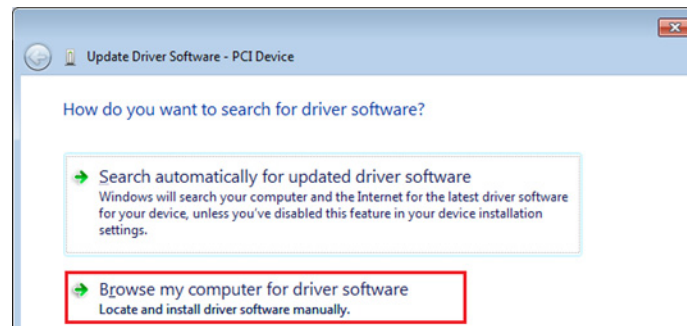 Update Driver Software - PCI Device
How do you want to search for driver software?
Search automatically for updated driver software
Windows will search your computer and the Internet for the latest driver software
for your device, unless you've disabled this feature in your device installation
settings.
Browse my computer for driver software
Locate and install driver software manually.